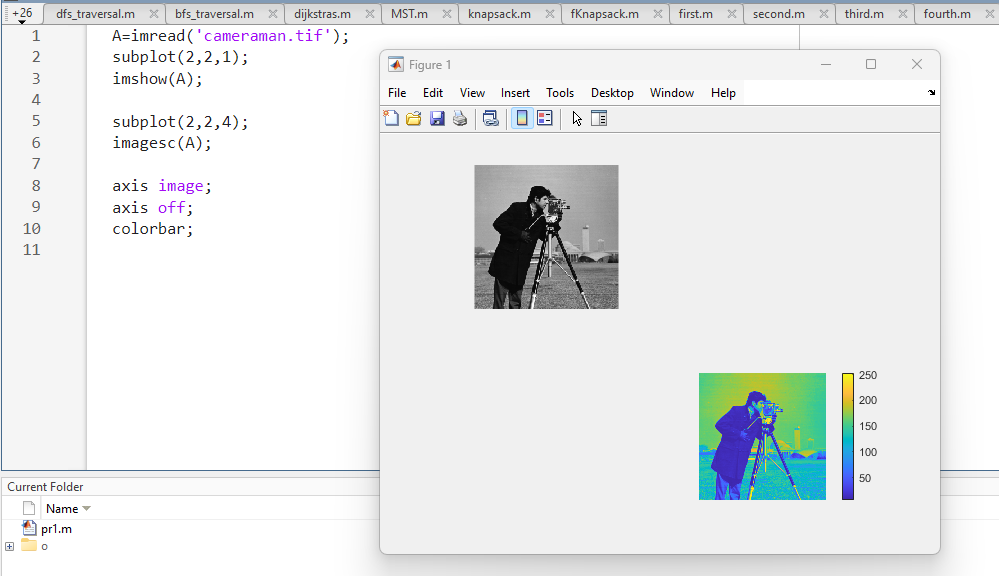 +26 dfs_traversal.m bfs_traversal.m dijkstras.m MST.m knapsack.m fKnapsack.m first.m second.m third.m fourth.m
1 A=imread('cameraman.tif');
2 subplot(2,2,1);
3 imshow(A);
4
5 subplot(2,2,4);
6 imagesc(A);
7
8 axis image;
9 axis off;
10 colorbar;
11
Figure 1
File Edit View Insert Tools Desktop Window Help
250
200
150
100
50
Current Folder
Name
pr1.m
o